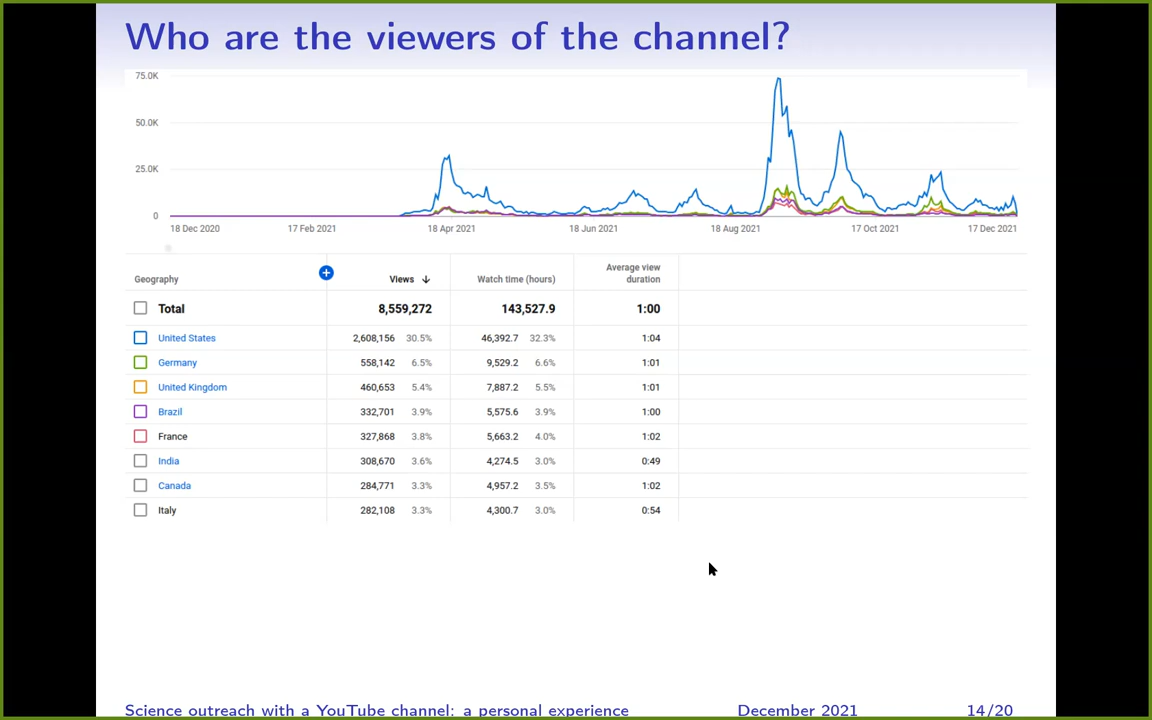 Who are the viewers of the channel?
75.0K
50.0K
25.0K
0
18 Dec 2020 17 Feb 2021 18 Apr 2021 18 Jun 2021 18 Aug 2021 17 Oct 2021 17 Dec 2021
Geography Views Watch time (hours) Average view duration
Total 8,559,272 143,527.9 1:00
United States 2,608,156 30.5% 46,392.7 32.3% 1:04
Germany 558,142 6.5% 9,529.2 6.6% 1:01
United Kingdom 460,653 5.4% 7,887.2 5.5% 1:01
Brazil 332,701 3.9% 5,575.6 3.9% 1:00
France 327,868 3.8% 5,663.2 4.0% 1:02
India 308,670 3.6% 4,274.5 3.0% 0:49
Canada 284,771 3.3% 4,957.2 3.5% 1:02
Italy 282,108 3.3% 4,300.7 3.0% 0:54
Science outreach with a YouTube channel: a personal experience December 2021 14/20